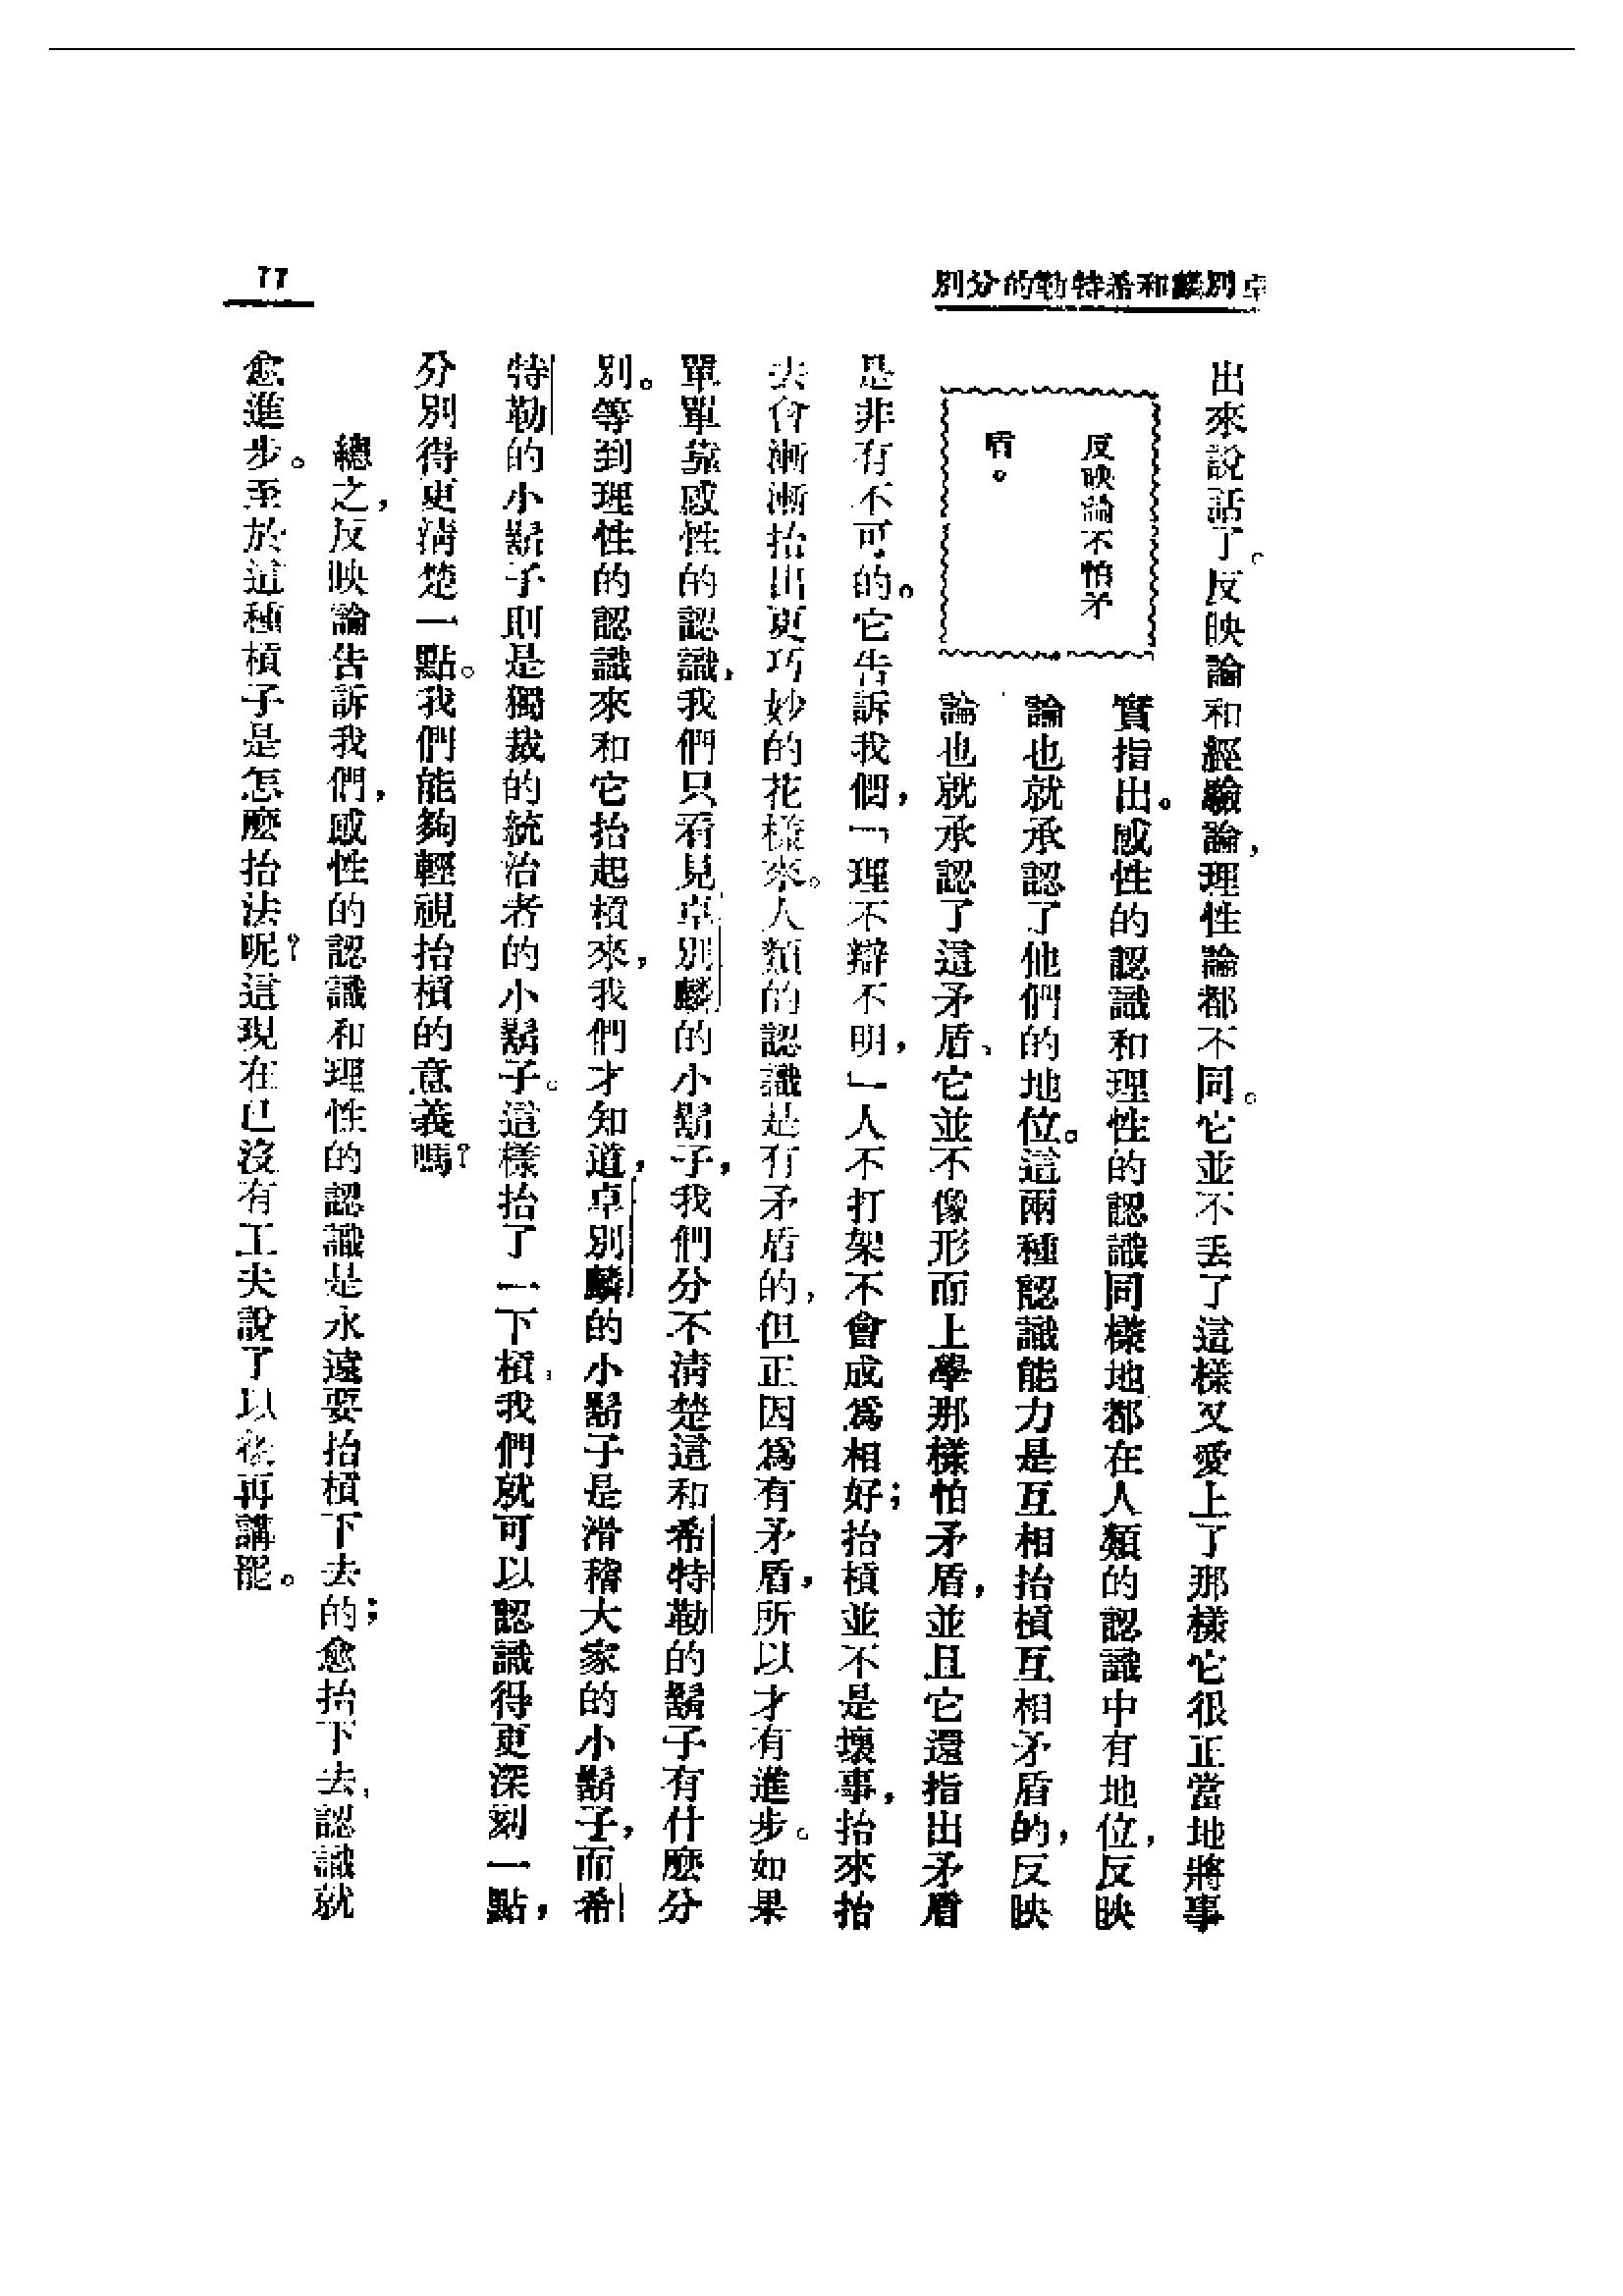 卓別麟和希特勒的分別
77
出來說話了。反映論和經驗論，理性論都不同。它並不丟了這樣又愛上了那樣它很正當地將事
反映論不怕矛
盾。
實指出。感性的認識和理性的認識同樣地都在人類的認識中有地位，反映
論也就承認了他們的地位。這兩種認識能力是互相抬槓互相矛盾的，反映
論也就承認了這矛盾、它並不像形而上學那樣怕矛盾，並且它還指出矛盾
是非有不可的。它告訴我們，「理不辯不明，」人不打架不會成爲相好；抬槓並不是壞事，抬來抬
去會漸漸抬出更巧妙的花樣來。人類的認識是有矛盾的，但正因爲有矛盾，所以才有進步。如果
單單靠感性的認識，我們只看見卓別麟的小鬍子，我們分不清楚這和希特勒的鬍子有什麼分
別。等到理性的認識來和它抬起槓來，我們才知道，卓別麟的小鬍子是滑稽大家的小鬍子，而希
特勒的小鬍子則是獨裁的統治者的小鬍子。這樣抬了一下槓，我們就可以認識得更深刻一點，
分別得更清楚一點。我們能夠輕視抬槓的意義嗎？
總之，反映論告訴我們，感性的認識和理性的認識是永遠要抬槓下去的；愈抬下去，認識就
愈進步。至於這種槓子是怎麼抬法呢？這現在已沒有工夫說了以後再講罷。